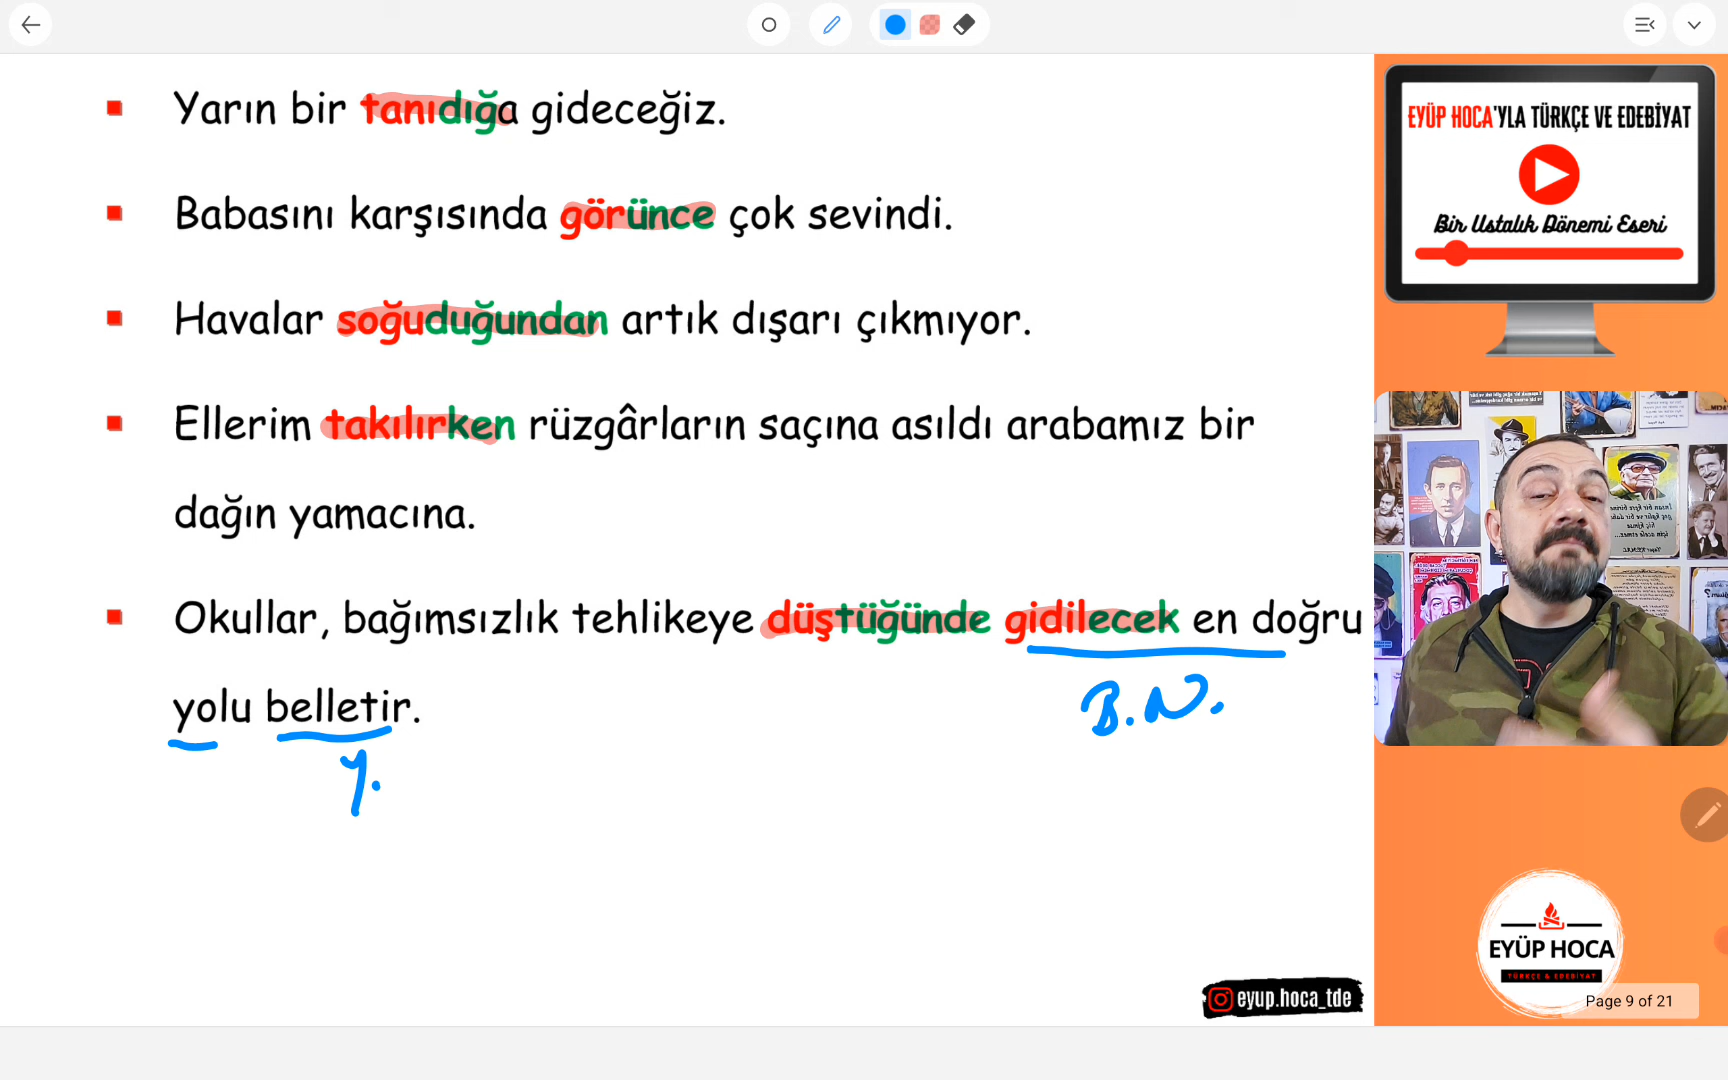 Yarın bir tanıdığa gideceğiz.
Babasını karşısında görünce çok sevindi.
Havalar soğuduğundan artık dışarı çıkmıyor.
Ellerim takılırken rüzgârların saçına asıldı arabamız bir
dağın yamacına.
Okullar, bağımsızlık tehlikeye düştüğünde gidilecek en doğru
yolu belletir.
B.N.
Y.
EYÜP HOCA'YLA TÜRKÇE VE EDEBİYAT
Bir Ustalık Dönemi Eseri
EYÜP HOCA
TÜRKÇE & EDEBİYAT
eyup.hoca_tde
Page 9 of 21